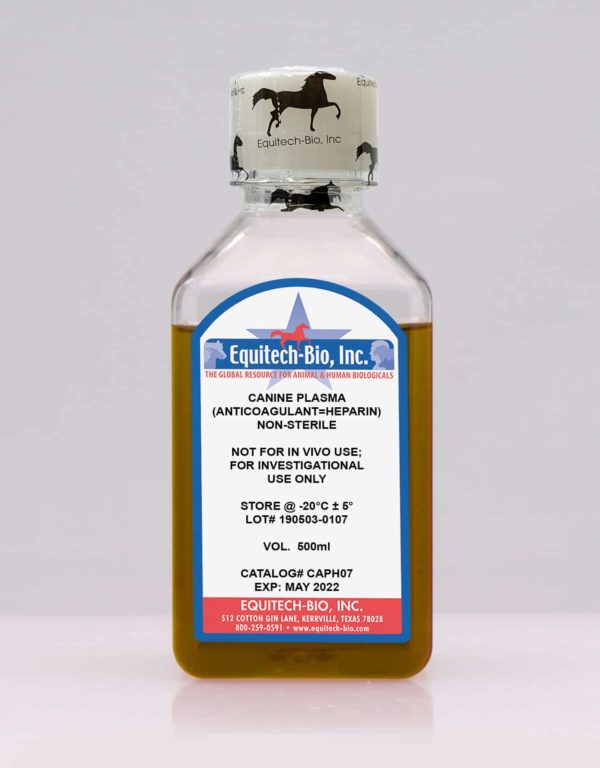 Equitech-Bio, Inc
Equitech-Bio, Inc.
THE GLOBAL RESOURCE FOR ANIMAL & HUMAN BIOLOGICALS
CANINE PLASMA
(ANTICOAGULANT=HEPARIN)
NON-STERILE
NOT FOR IN VIVO USE;
FOR INVESTIGATIONAL
USE ONLY
STORE @ -20°C ± 5°
LOT# 190503-0107
VOL. 500ml
CATALOG# CAPH07
EXP: MAY 2022
EQUITECH-BIO, INC.
512 COTTON GIN LANE, KERRVILLE, TEXAS 78028
800-259-0591 • www.equitech-bio.com